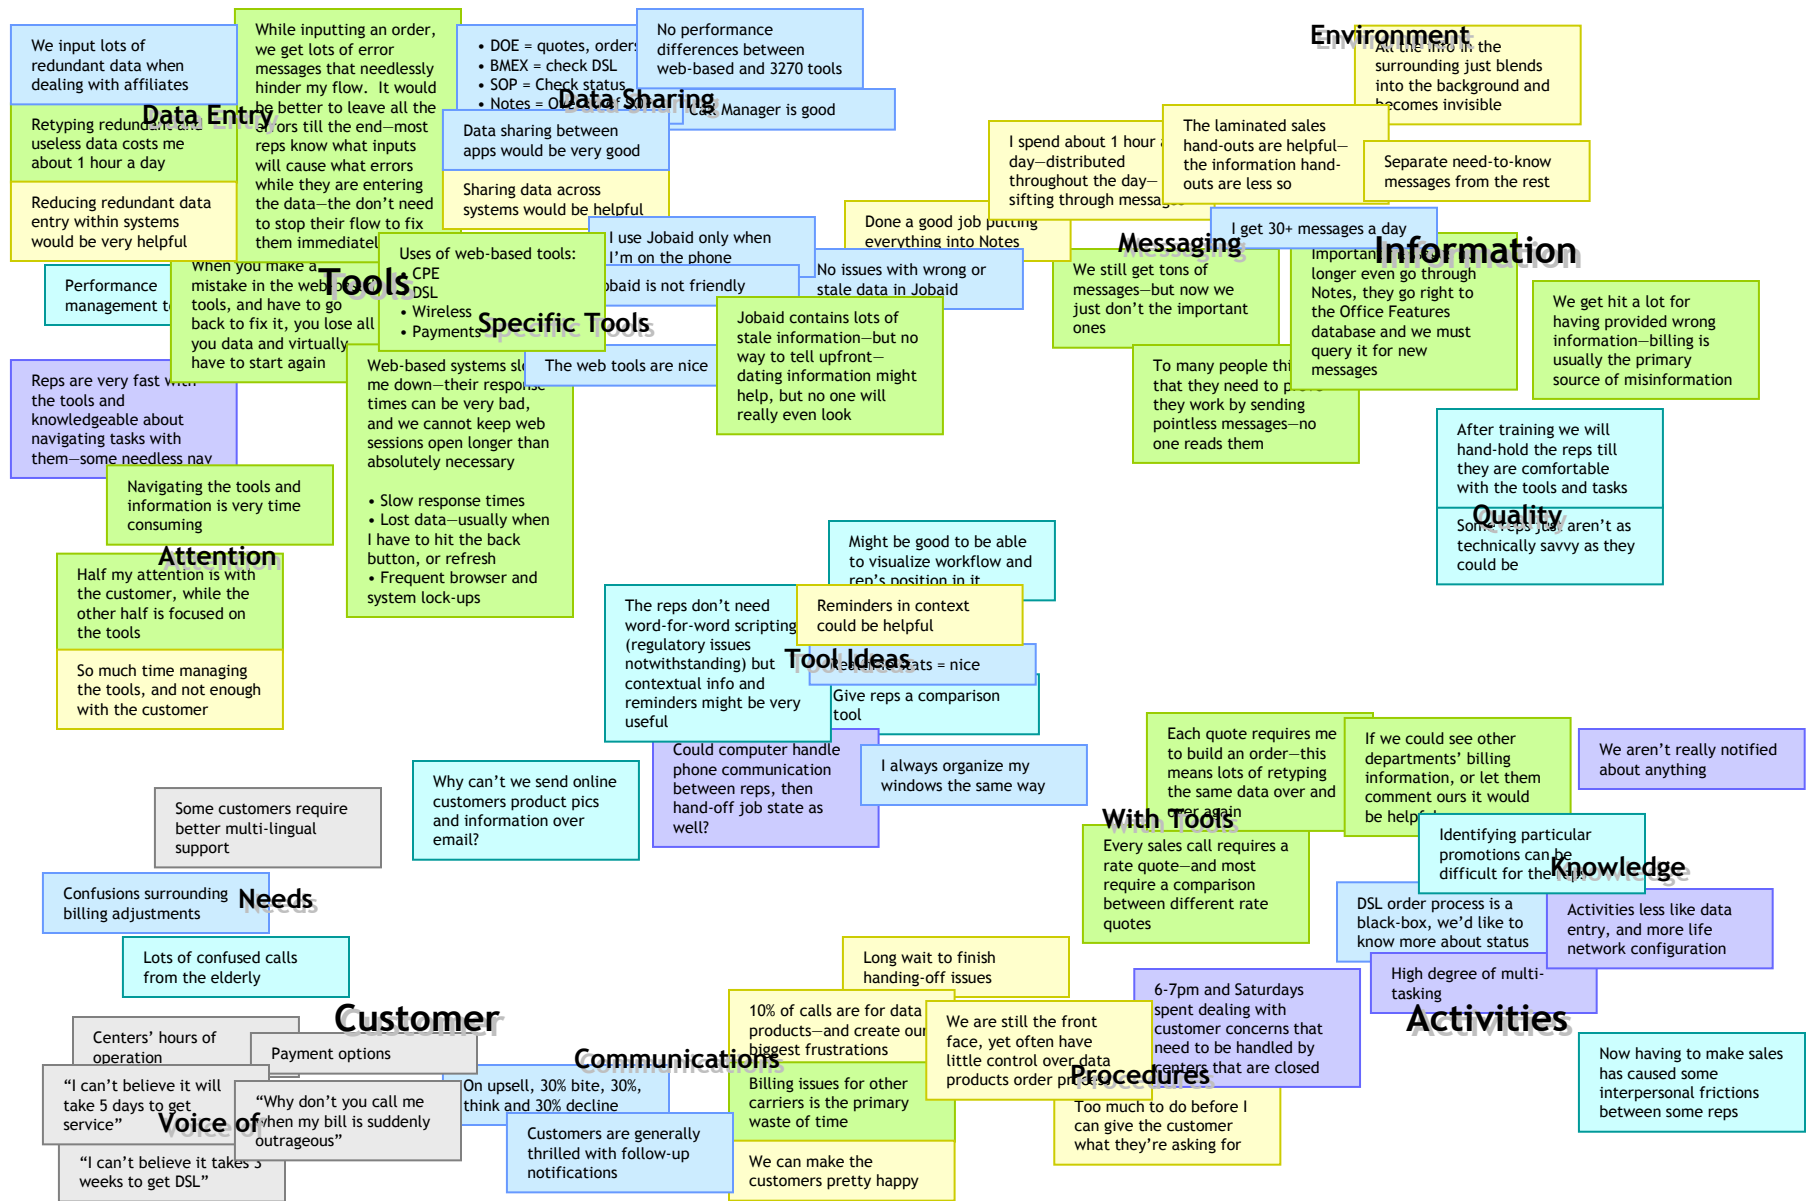 We input lots of
redundant data when
dealing with affiliates
Data Entry
Retyping redundant and
useless data costs me
about 1 hour a day
Reducing redundant data
entry within systems
would be very helpful
While inputting an order,
we get lots of error
messages that needlessly
hinder my flow. It would
be better to leave all the
errors till the end—most
reps know what inputs
will cause what errors
while they are entering
the data—the don’t need
to stop their flow to fix
them immediatel
• DOE = quotes, orders
• BMEX = check DSL
• SOP = Check status
• Notes =
No performance
differences between
web-based and 3270 tools
Data Sharing
Call Manager is good
Data sharing between
apps would be very good
Sharing data across
systems would be helpful
Performance
management
When you make a
mistake in the web-based
tools, and have to go
back to fix it, you lose all
you data and virtually
have to start again
Tools
Uses of web-based tools:
• CPE
• DSL
• Wireless
• Payments
I use Jobaid only when
I’m on the phone
obaid is not friendly
No issues with wrong or
stale data in Jobaid
Specific Tools
The web tools are nice
Jobaid contains lots of
stale information—but no
way to tell upfront—
dating information might
help, but no one will
really even look
Reps are very fast with
the tools and
knowledgeable about
navigating tasks with
them—some needless nav
Web-based systems slo
me down—their response
times can be very bad,
and we cannot keep web
sessions open longer than
absolutely necessary
• Slow response times
• Lost data—usually when
I have to hit the back
button, or refresh
• Frequent browser and
system lock-ups
Navigating the tools and
information is very time
consuming
Attention
Half my attention is with
the customer, while the
other half is focused on
the tools
So much time managing
the tools, and not enough
with the customer
Environment
All the info in the
surrounding just blends
into the background and
becomes invisible
I spend about 1 hour a
day—distributed
throughout the day—
sifting through messages
The laminated sales
hand-outs are helpful—
the information hand-
outs are less so
Separate need-to-know
messages from the rest
Done a good job putting
everything into Notes
I get 30+ messages a day
Messaging
Information
We still get tons of
messages—but now we
just don’t the important
ones
Important
longer even go through
Notes, they go right to
the Office Features
database and we must
query it for new
messages
To many people thi
that they need to prove
they work by sending
pointless messages—no
one reads them
We get hit a lot for
having provided wrong
information—billing is
usually the primary
source of misinformation
After training we will
hand-hold the reps till
they are comfortable
with the tools and tasks
Quality
Some reps just aren’t as
technically savvy as they
could be
Might be good to be able
to visualize workflow and
rep’s position in it
The reps don’t need
word-for-word scripting
(regulatory issues
notwithstanding) but
contextual info and
reminders might be very
useful
Reminders in context
could be helpful
Tool Ideas
stats = nice
Give reps a comparison
tool
Could computer handle
phone communication
between reps, then
hand-off job state as
well?
I always organize my
windows the same way
Why can’t we send online
customers product pics
and information over
email?
Some customers require
better multi-lingual
support
Confusions surrounding
billing adjustments
Needs
Lots of confused calls
from the elderly
Customer
Centers’ hours of
operation
Payment options
“I can’t believe it will
take 5 days to get
service”
Voice of
“Why don’t you call me
when my bill is suddenly
outrageous”
“I can’t believe it takes 3
weeks to get DSL”
Communications
On upsell, 30% bite, 30%,
think and 30% decline
Customers are generally
thrilled with follow-up
notifications
Long wait to finish
handing-off issues
10% of calls are for data
products—and create our
biggest frustrations
Billing issues for other
carriers is the primary
waste of time
We can make the
customers pretty happy
We are still the front
face, yet often have
little control over data
products order process
Procedures
6-7pm and Saturdays
spent dealing with
customer concerns that
need to be handled by
centers that are closed
Too much to do before I
can give the customer
what they’re asking for
Each quote requires me
to build an order—this
means lots of retyping
the same data over and
over again
With Tools
Every sales call requires a
rate quote—and most
require a comparison
between different rate
quotes
If we could see other
departments’ billing
information, or let them
comment ours it would
be helpful
We aren’t really notified
about anything
Identifying particular
promotions can be
difficult for the
Knowledge
DSL order process is a
black-box, we’d like to
know more about status
Activities less like data
entry, and more life
network configuration
High degree of multi-
tasking
Activities
Now having to make sales
has caused some
interpersonal frictions
between some reps